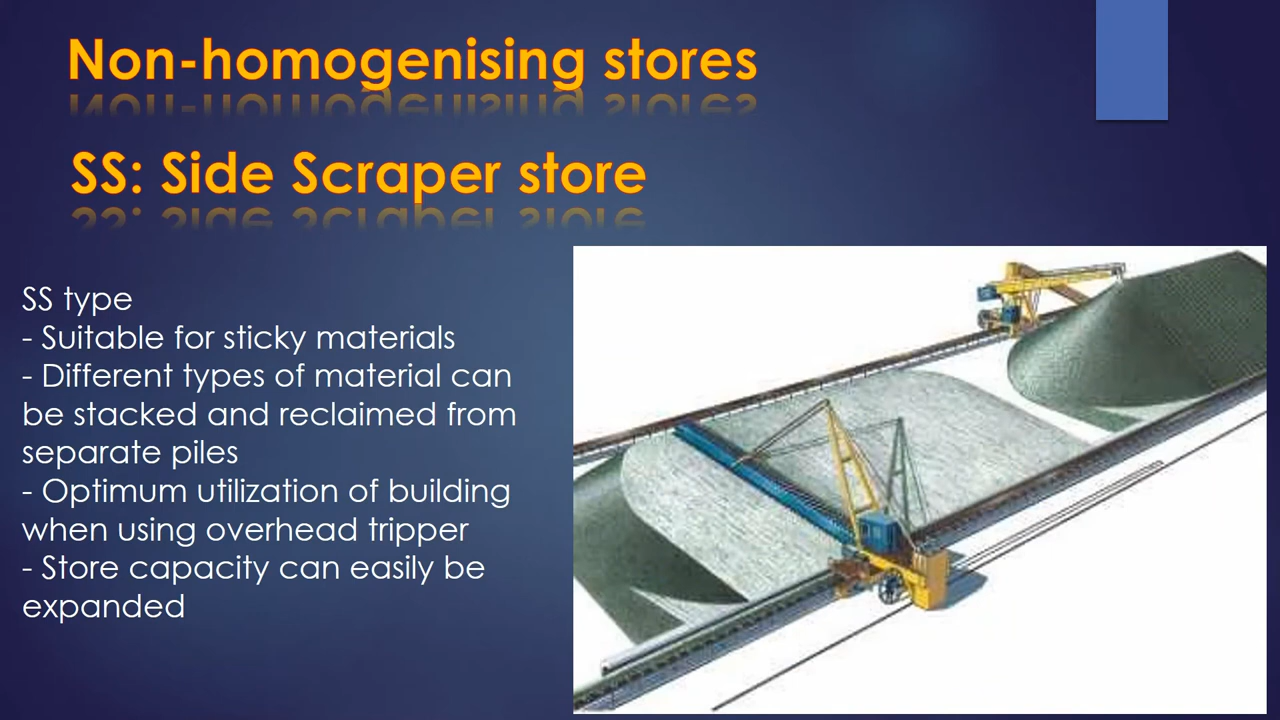 Non-homogenising stores
SS: Side Scraper store
SS type
- Suitable for sticky materials
- Different types of material can
be stacked and reclaimed from
separate piles
- Optimum utilization of building
when using overhead tripper
- Store capacity can easily be
expanded